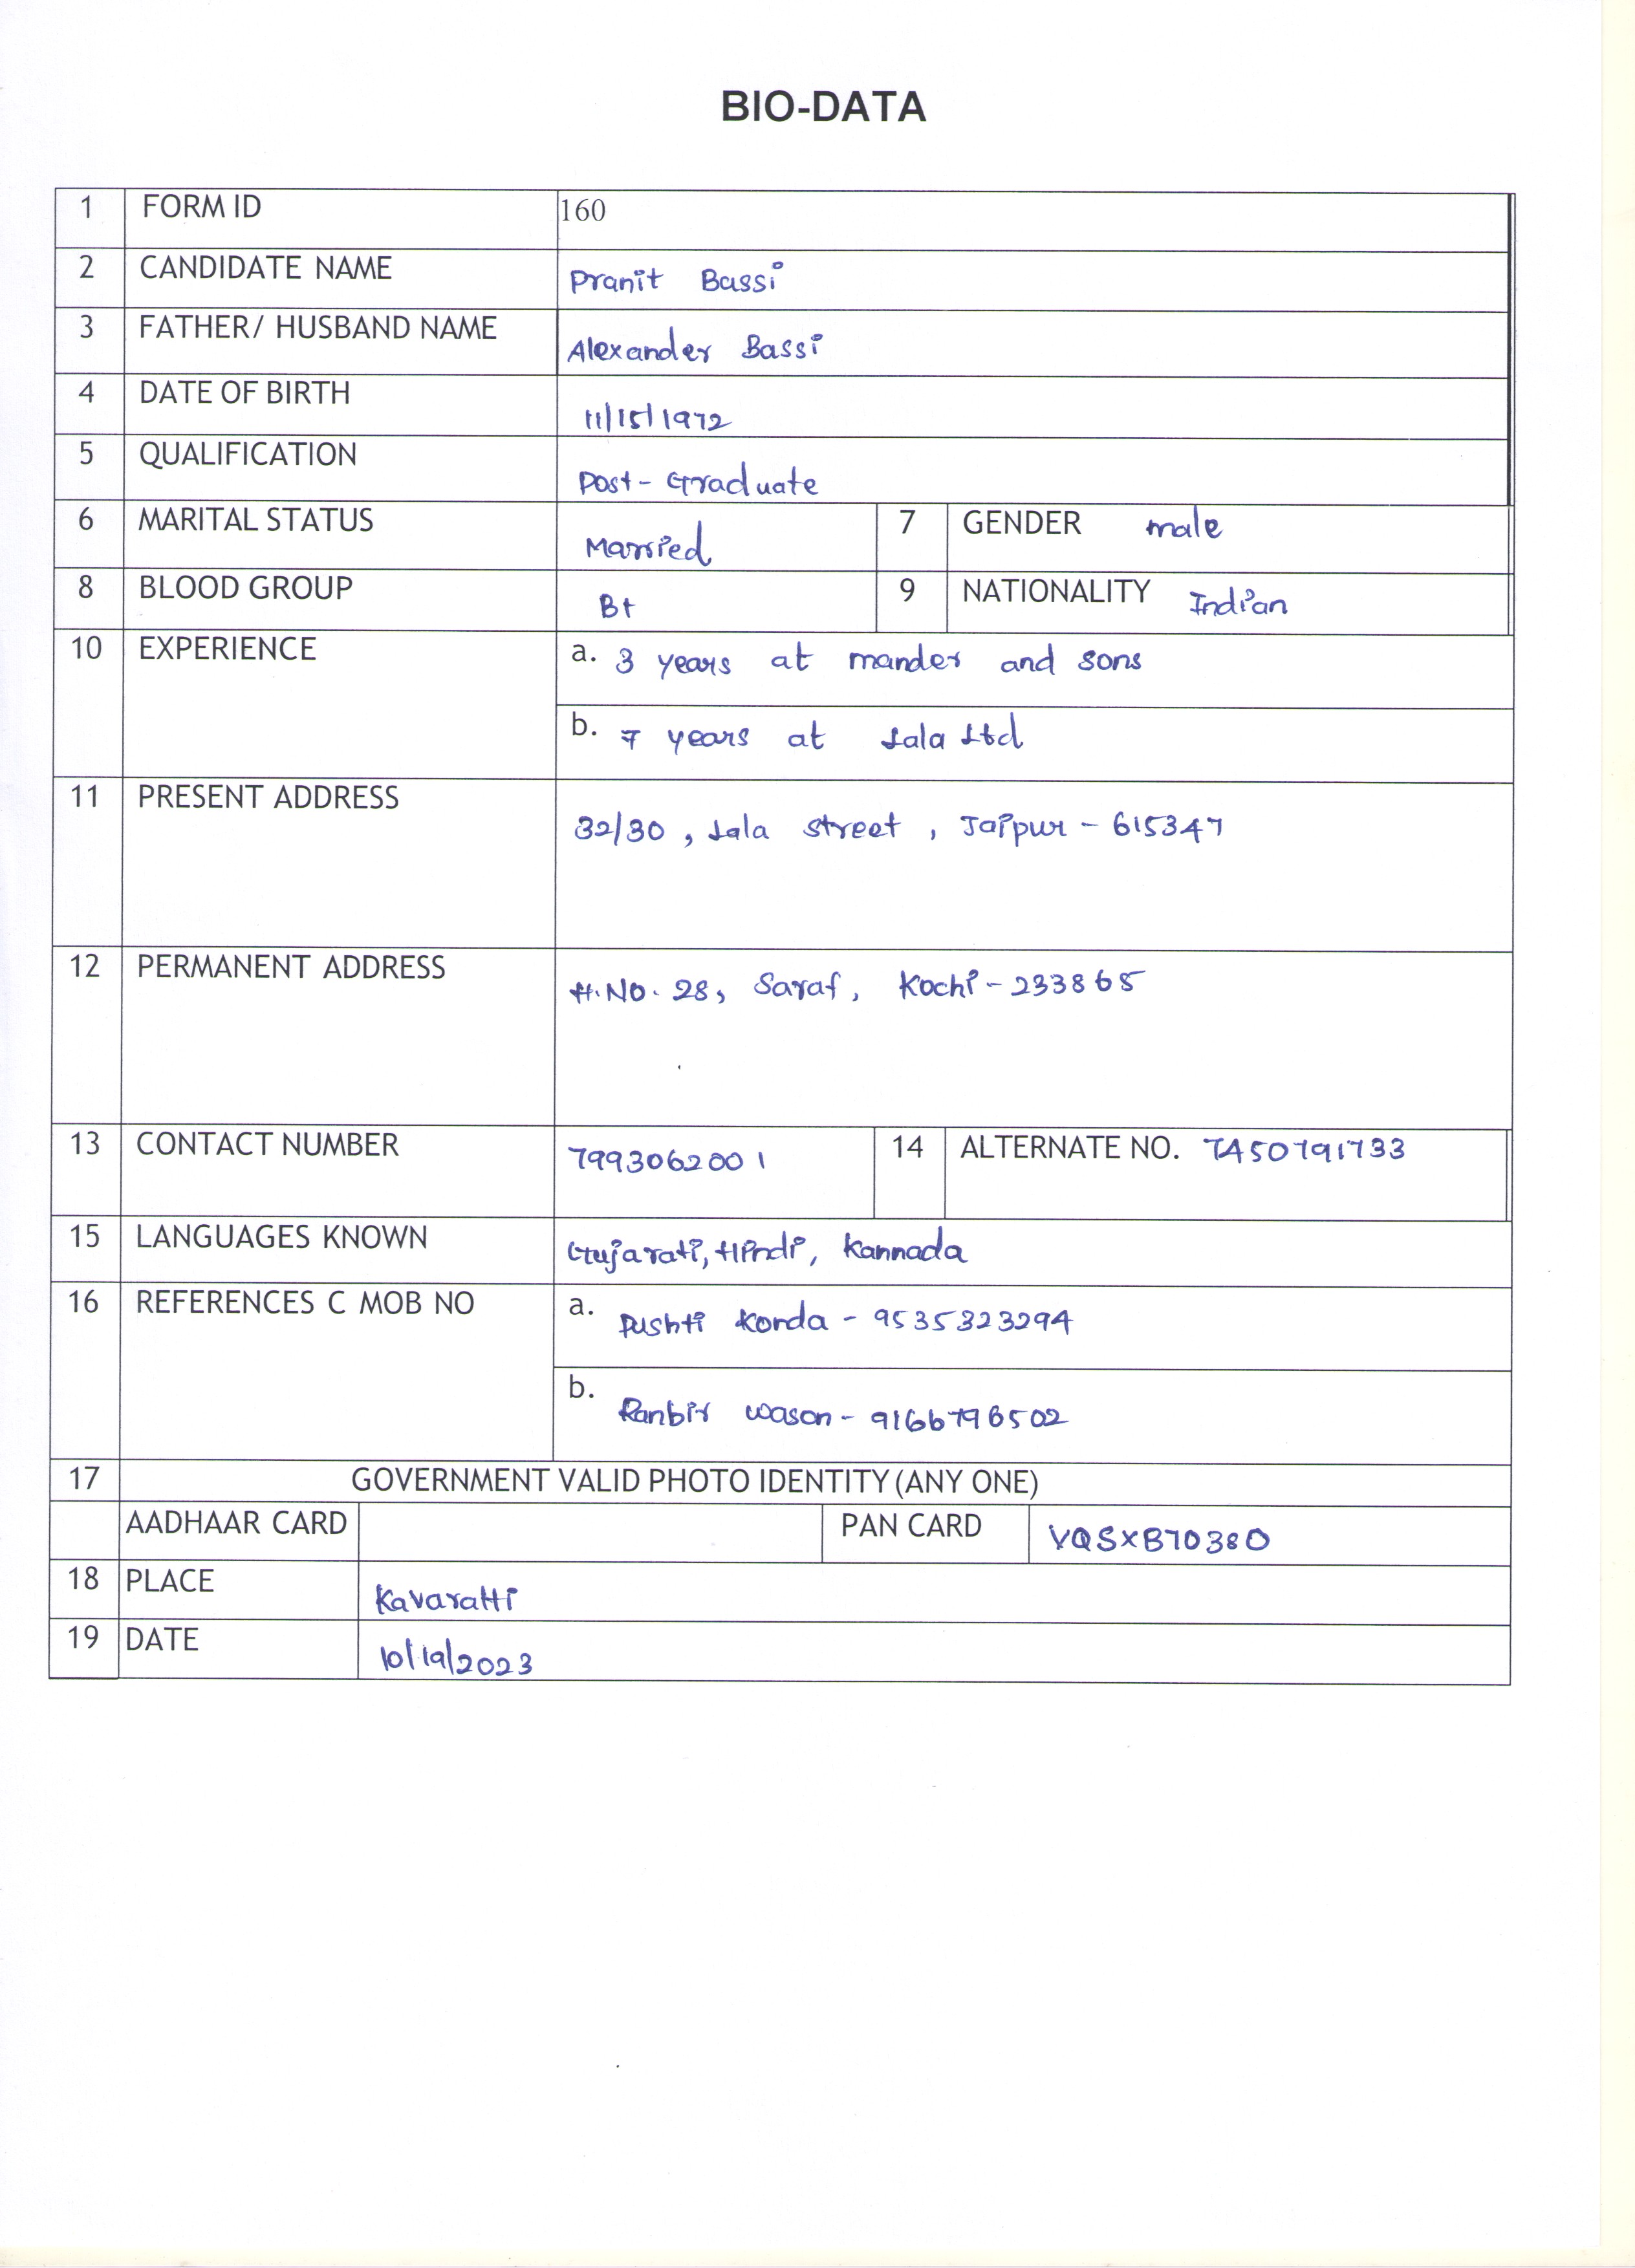 BIO-DATA
1 FORM ID 160
2 CANDIDATE NAME Pranit Bassi
3 FATHER/ HUSBAND NAME Alexander Bassi
4 DATE OF BIRTH 11/15/1972
5 QUALIFICATION Post-Graduate
6 MARITAL STATUS Married 7 GENDER male
8 BLOOD GROUP B+ 9 NATIONALITY Indian
10 EXPERIENCE a. 3 years at mander and sons
b. 7 years at Lala Ltd
11 PRESENT ADDRESS 32/30, Lala street, Jaipur-615347
12 PERMANENT ADDRESS H.No. 28, Saraf, Kochi-233865
13 CONTACT NUMBER 7993062001 14 ALTERNATE NO. 7450791733
15 LANGUAGES KNOWN Gujarati, Hindi, Kannada
16 REFERENCES C MOB NO a. Pushti Korda - 9535323294
b. Ranbir wason - 9166796502
17 GOVERNMENT VALID PHOTO IDENTITY (ANY ONE)
AADHAAR CARD PAN CARD VQSXB7038O
18 PLACE Kavaratti
19 DATE 10/19/2023